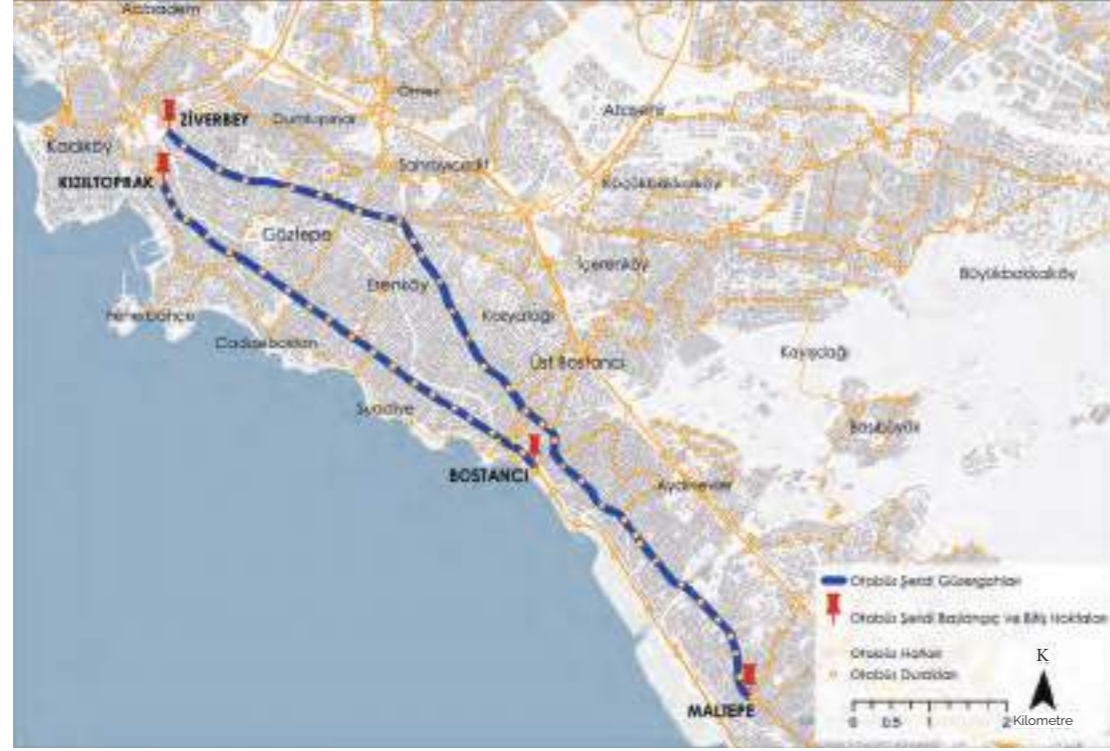 Acıbadem
Örnek
ZİVERBEY
Dumlupınar
Ataşehir
Kadıköy
Sahrayıcedit
KIZILTOPRAK
Küçükbakkalköy
Göztepe
İçerenköy
Büyükbakkalköy
Erenköy
Fenerbahçe
Kozyatağı
Caddebostan
Kayışdağı
Üst Bostancı
Suadiye
Başıbüyük
BOSTANCI
Aydınevler
Otobüs Şeridi Güzergahları
Otobüs Şeridi Başlangıç ve Bitiş Noktaları
Otobüs Hatları
Otobüs Durakları
K
MALTEPE
0 0.5 1 2 Kilometre